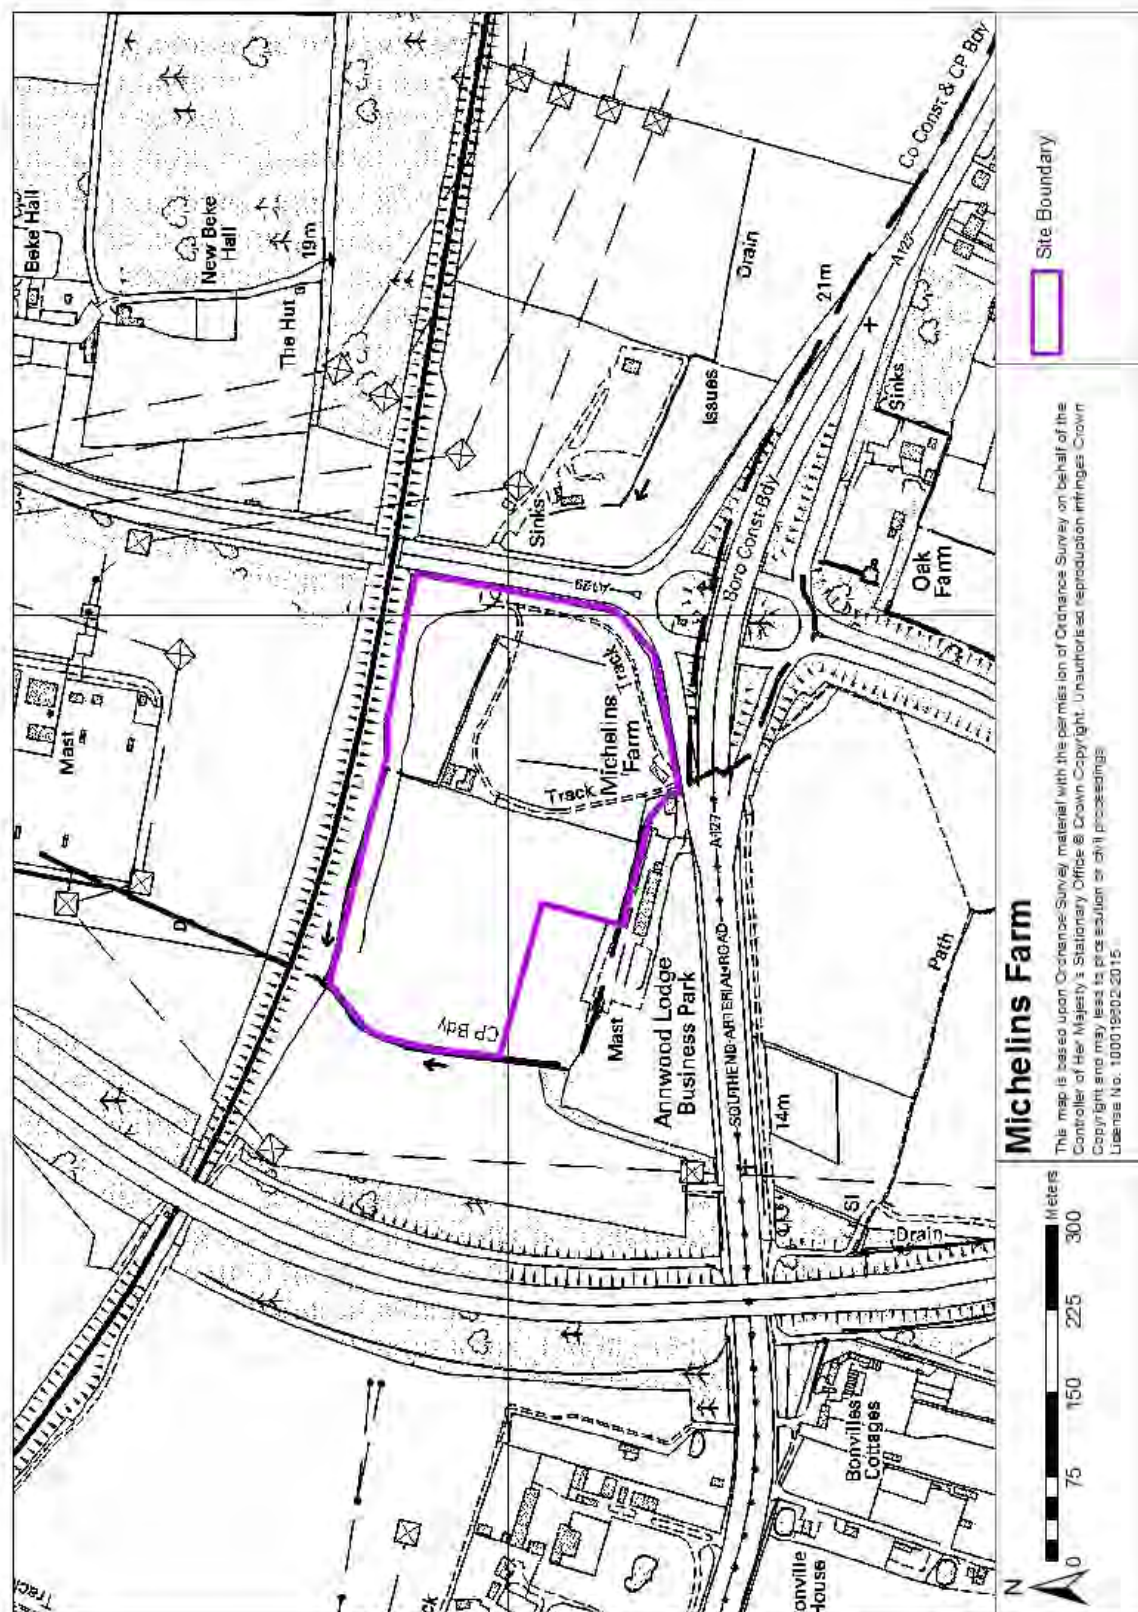 Track
Mast
Beke Hall
New Beke
Hall
19m
The Hut
D
CP Bdy
Track
Michelins
Farm
Track
A129
Sinks
Issues
Drain
21m
Co Const & CP Bdy
A127
Boro Const Bdy
Sinks
Oak
Farm
Mast
Annwood Lodge
Business Park
SOUTHEND ARTERIAL ROAD
A127
14m
Path
Sl
Drain
Bonvilles
Cottages
onville
House
ck
N
0 75 150 225 300
Meters
Michelins Farm
This map is based upon Ordnance Survey material with the permission of Ordnance Survey on behalf of the
Controller of Her Majesty's Stationary Office © Crown Copyright. Unauthorised reproduction infringes Crown
Copyright and may lead to prosecution or civil proceedings
License No. 100019602 2015
Site Boundary